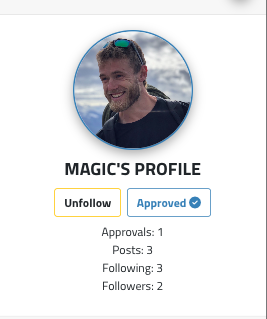 MAGIC'S PROFILE
Unfollow Approved
Approvals: 1
Posts: 3
Following: 3
Followers: 2